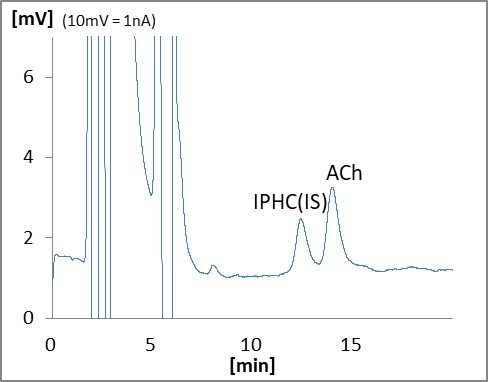 [mV] (10mV = 1nA)
6
4
ACh
IPHC(IS)
2
0
0 5 10 15
[min]